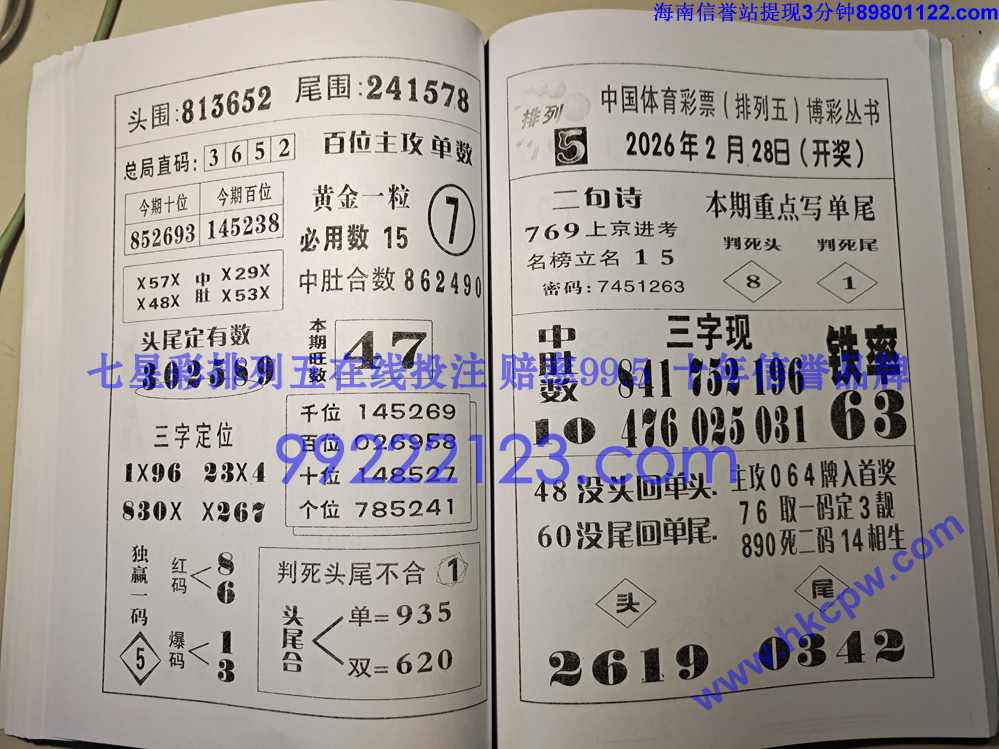 海南信誉站提现3分钟89801122.com
头围:813652 尾围:241578
总局直码: 3 6 5 2
百位主攻单数
今期十位 今期百位
852693 145238
黄金一粒
必用数 15
7
X57X 中 X29X
X48X 肚 X53X
中肚合数862490
头尾定有数
302589
本期旺数
47
三字定位
1X96 23X4
830X X267
千位 145269
百位 026958
十位 148527
个位 785241
独赢一码
5
红码 8 6
爆码 1 3
判死头尾不合 1
头尾合
单=935
双=620
排列
5
中国体育彩票(排列五)博彩丛书
2026年2月28日(开奖)
二句诗
769上京进考
名榜立名 1 5
密码:7451263
本期重点写单尾
判死头 判死尾
8 1
中肚数
10
三字现
841 752 196
476 025 031
铁率
63
48没头回单头.
60没尾回单尾.
主攻064牌入首奖
76 取一码定3靓
890死二码14相生
头 尾
2619 0342
七星彩排列五在线投注 赔率99.5 十年信誉品牌
99222123.com
www.hkcpw.com